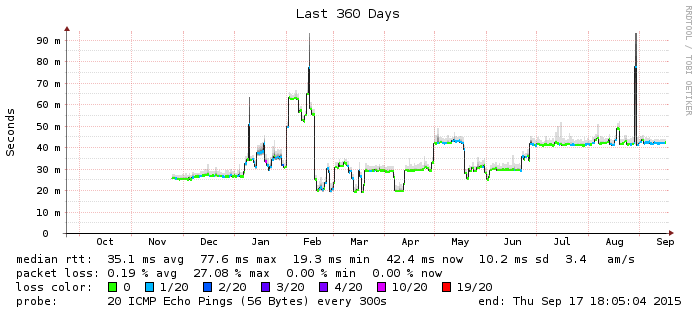 Last 360 Days
RRDTOOL / TOBI OETIKER
Seconds
90 m
80 m
70 m
60 m
50 m
40 m
30 m
20 m
10 m
0
Oct Nov Dec Jan Feb Mar Apr May Jun Jul Aug Sep
median rtt: 35.1 ms avg 77.6 ms max 19.3 ms min 42.4 ms now 10.2 ms sd 3.4 am/s
packet loss: 0.19 % avg 27.08 % max 0.00 % min 0.00 % now
loss color: 0 1/20 2/20 3/20 4/20 10/20 19/20
probe: 20 ICMP Echo Pings (56 Bytes) every 300s end: Thu Sep 17 18:05:04 2015